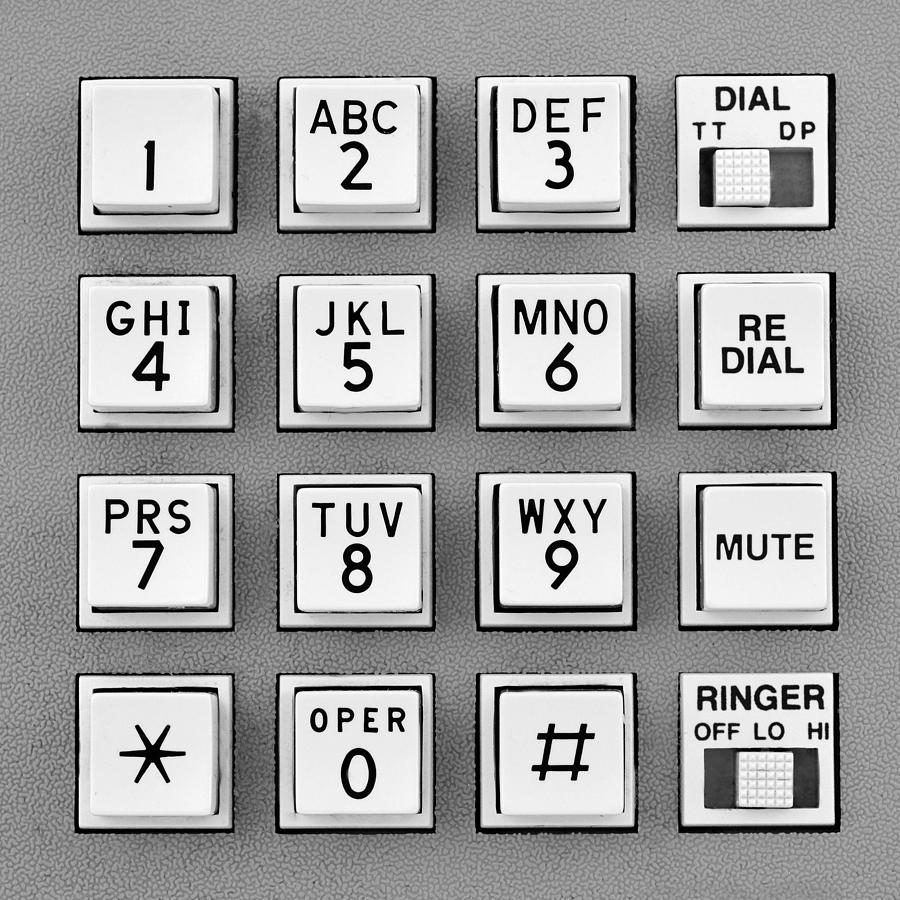 1
ABC
2
DEF
3
DIAL
TT DP
GHI
4
JKL
5
MNO
6
RE
DIAL
PRS
7
TUV
8
WXY
9
MUTE
*
OPER
0
#
RINGER
OFF LO HI